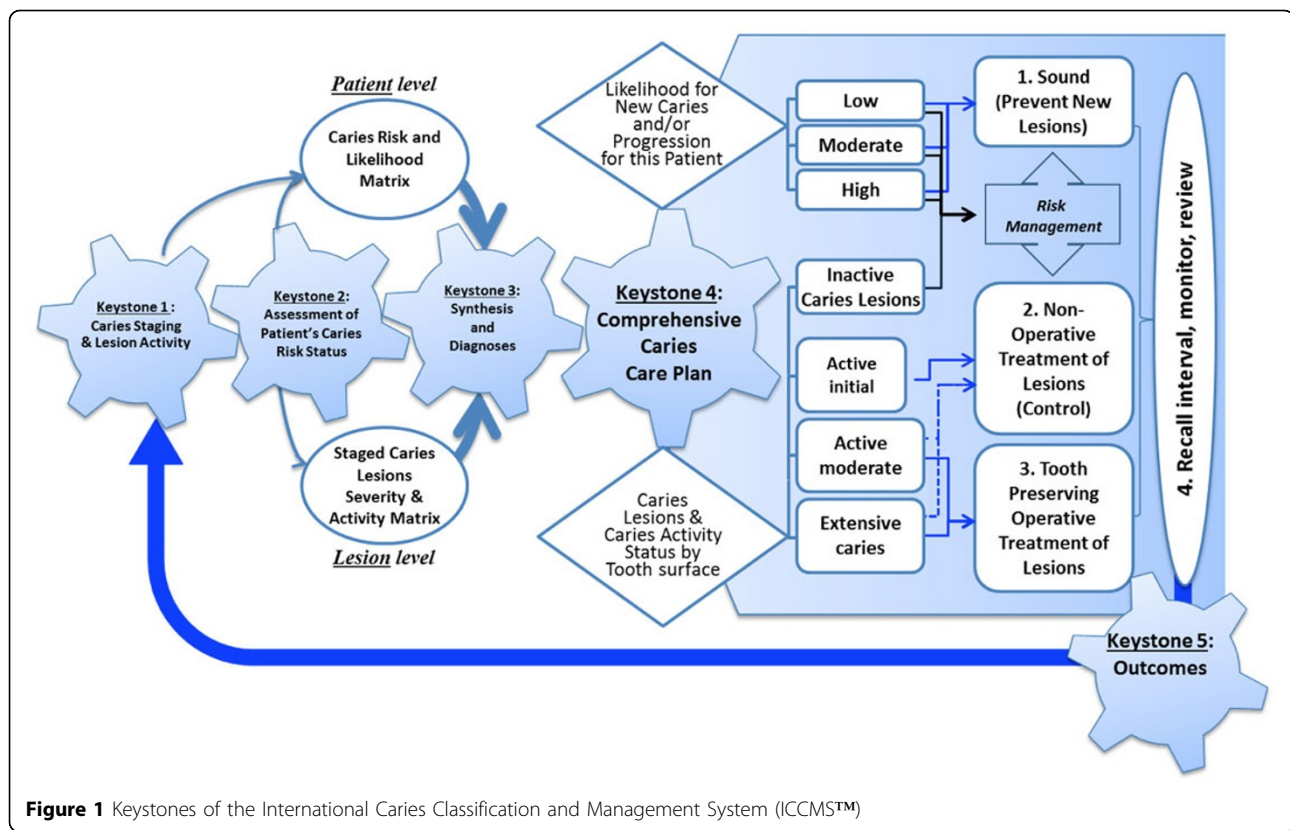 Patient level
Caries Risk and
Likelihood
Matrix
Keystone 1:
Caries Staging
& Lesion Activity
Keystone 2:
Assessment of
Patient's Caries
Risk Status
Keystone 3:
Synthesis
and
Diagnoses
Staged Caries
Lesions
Severity &
Activity Matrix
Lesion level
Likelihood for
New Caries
and/or
Progression
for this Patient
Keystone 4:
Comprehensive
Caries
Care Plan
Caries
Lesions &
Caries Activity
Status by
Tooth surface
Low
Moderate
High
Inactive
Caries Lesions
Active
initial
Active
moderate
Extensive
caries
1. Sound
(Prevent New
Lesions)
Risk
Management
2. Non-
Operative
Treatment of
Lesions
(Control)
3. Tooth
Preserving
Operative
Treatment of
Lesions
4. Recall interval, monitor, review
Keystone 5:
Outcomes
Figure 1 Keystones of the International Caries Classification and Management System (ICCMS™)